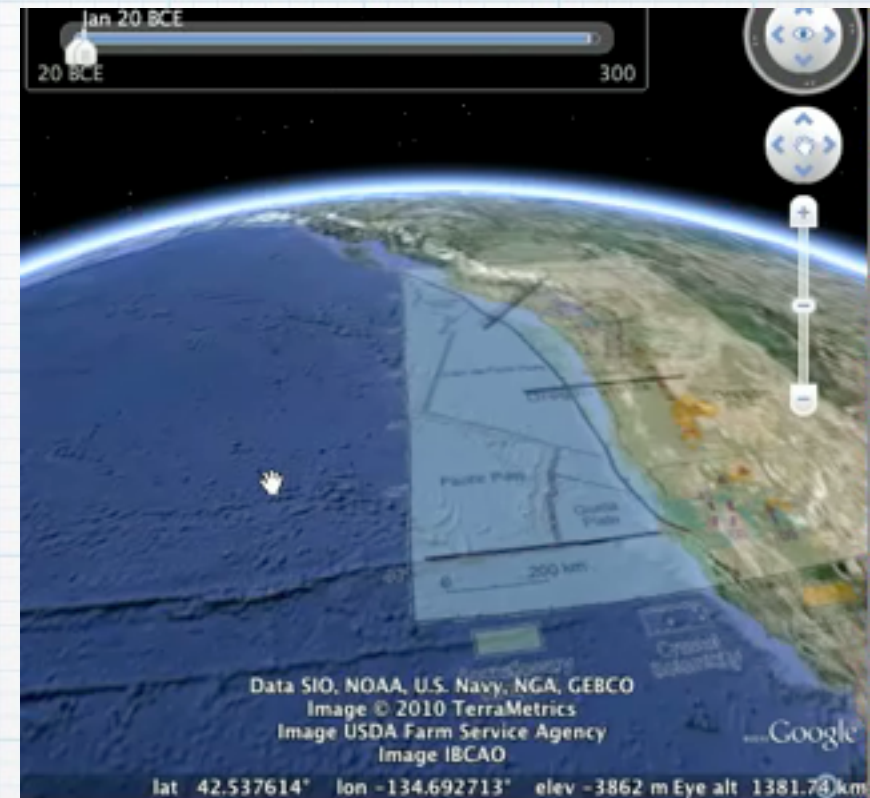 Jan 20 BCE
20 BCE 300
Pacific Plate
Gorda
Plate
200 km
Data SIO, NOAA, U.S. Navy, NGA, GEBCO
Image © 2010 TerraMetrics
Image USDA Farm Service Agency
Image IBCAO
Google
lat 42.537614° lon -134.692713° elev -3862 m Eye alt 1381.74 km